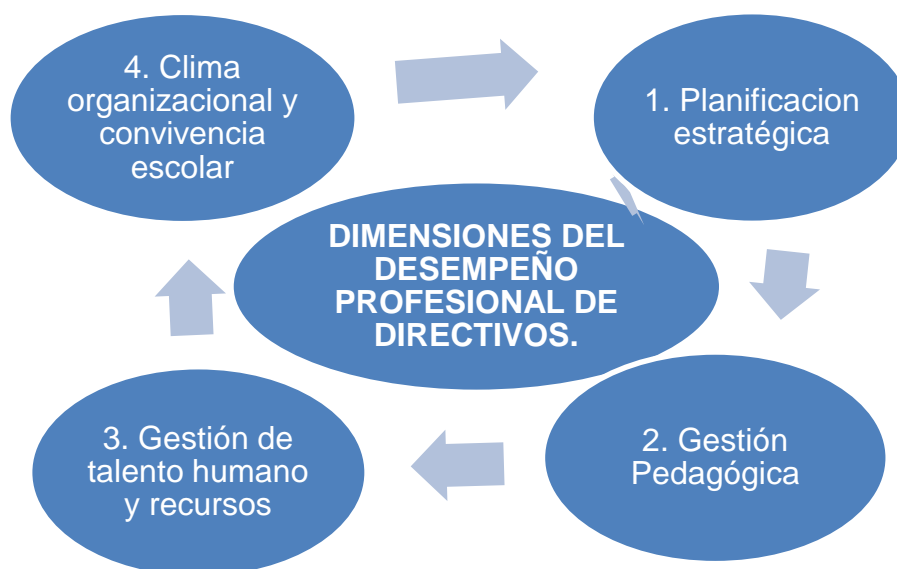 4. Clima
organizacional y
convivencia
escolar
1. Planificacion
estratégica
DIMENSIONES DEL
DESEMPEÑO
PROFESIONAL DE
DIRECTIVOS.
3. Gestión de
talento humano
y recursos
2. Gestión
Pedagógica